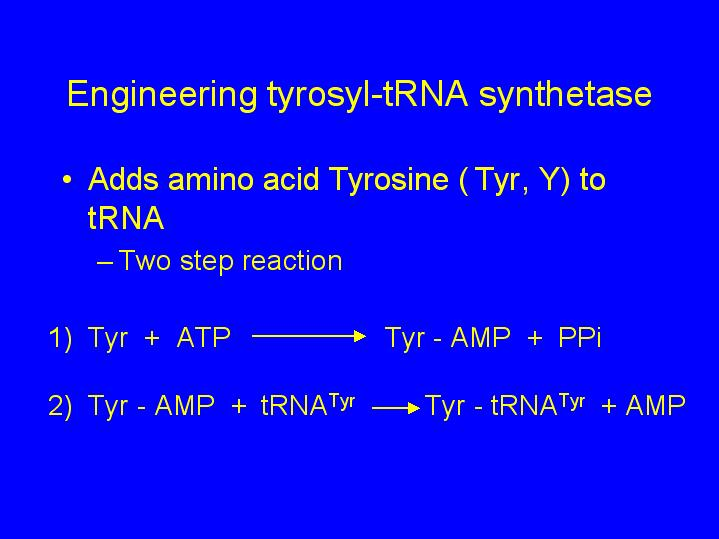 Engineering tyrosyl-tRNA synthetase
• Adds amino acid Tyrosine ( Tyr, Y) to
tRNA
– Two step reaction
1) Tyr + ATP ⟶ Tyr - AMP + PPi
2) Tyr - AMP + tRNAᵀʸʳ ⟶ Tyr - tRNAᵀʸʳ + AMP